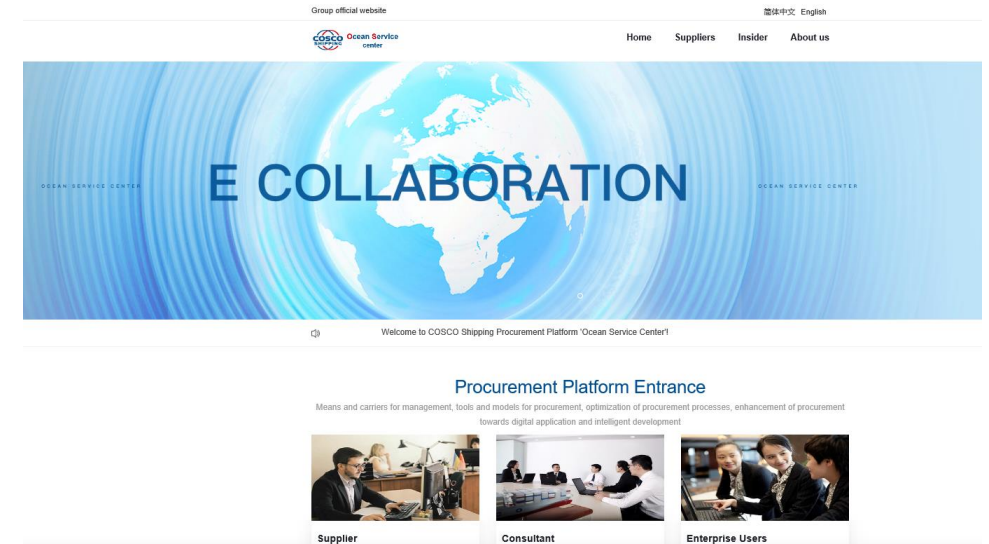 Group official website
简体中文 English
COSCO
SHIPPING
Ocean Service
center
Home Suppliers Insider About us
OCEAN SERVICE CENTER
E COLLABORATION
OCEAN SERVICE CENTER
Welcome to COSCO Shipping Procurement Platform 'Ocean Service Center'!
Procurement Platform Entrance
Means and carriers for management, tools and models for procurement, optimization of procurement processes, enhancement of procurement
towards digital application and intelligent development
Supplier Consultant Enterprise Users